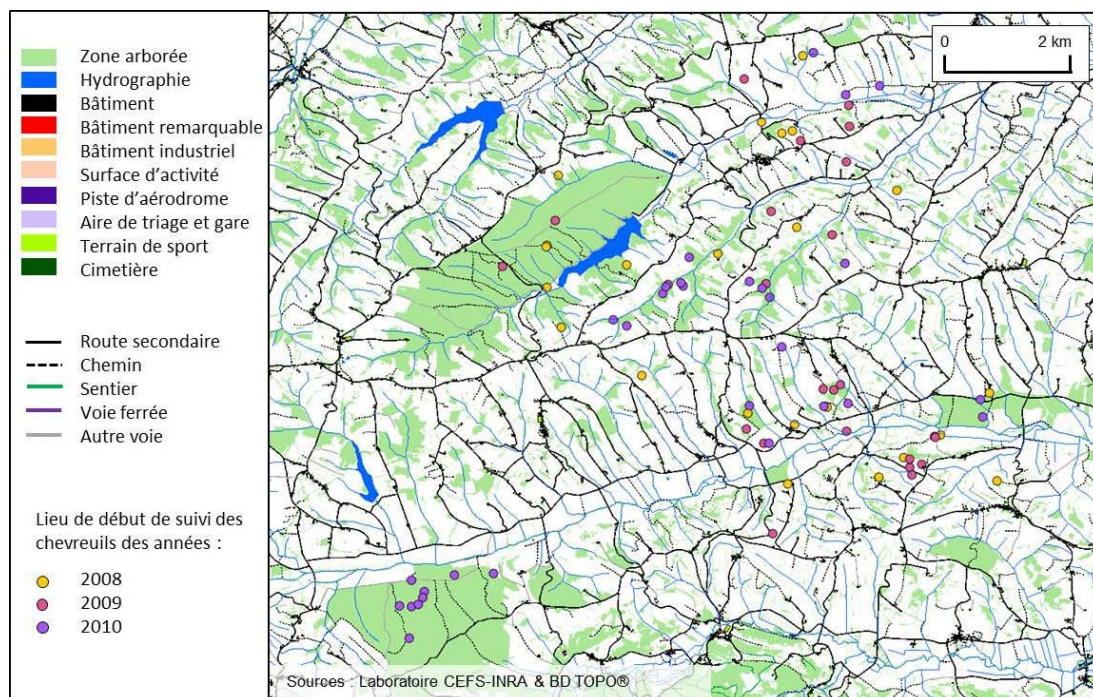 Zone arborée
Hydrographie
Bâtiment
Bâtiment remarquable
Bâtiment industriel
Surface d’activité
Piste d’aérodrome
Aire de triage et gare
Terrain de sport
Cimetière
Route secondaire
Chemin
Sentier
Voie ferrée
Autre voie
Lieu de début de suivi des
chevreuils des années :
2008
2009
2010
0 2 km
Sources : Laboratoire CEFS-INRA & BD TOPO®